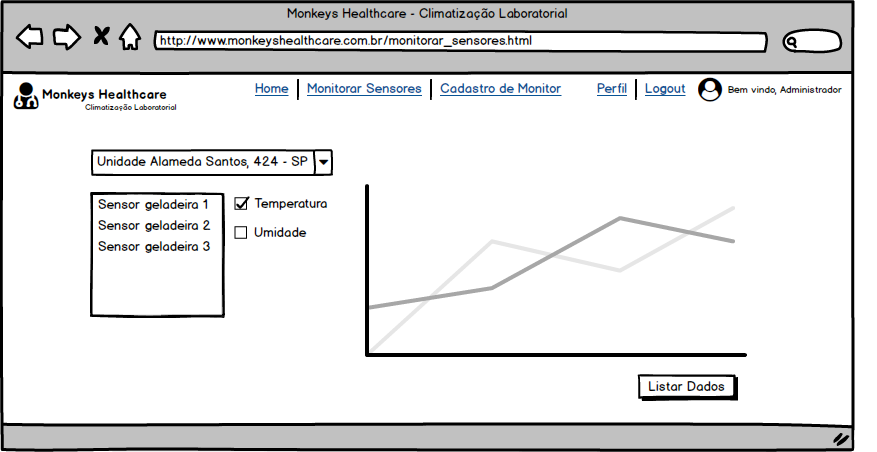 Monkeys Healthcare - Climatização Laboratorial
http://www.monkeyshealthcare.com.br/monitorar_sensores.html
Monkeys Healthcare
Climatização Laboratorial
Home
Monitorar Sensores
Cadastro de Monitor
Perfil
Logout
Bem vindo, Administrador
Unidade Alameda Santos, 424 - SP
Sensor geladeira 1
Sensor geladeira 2
Sensor geladeira 3
Temperatura
Umidade
Listar Dados